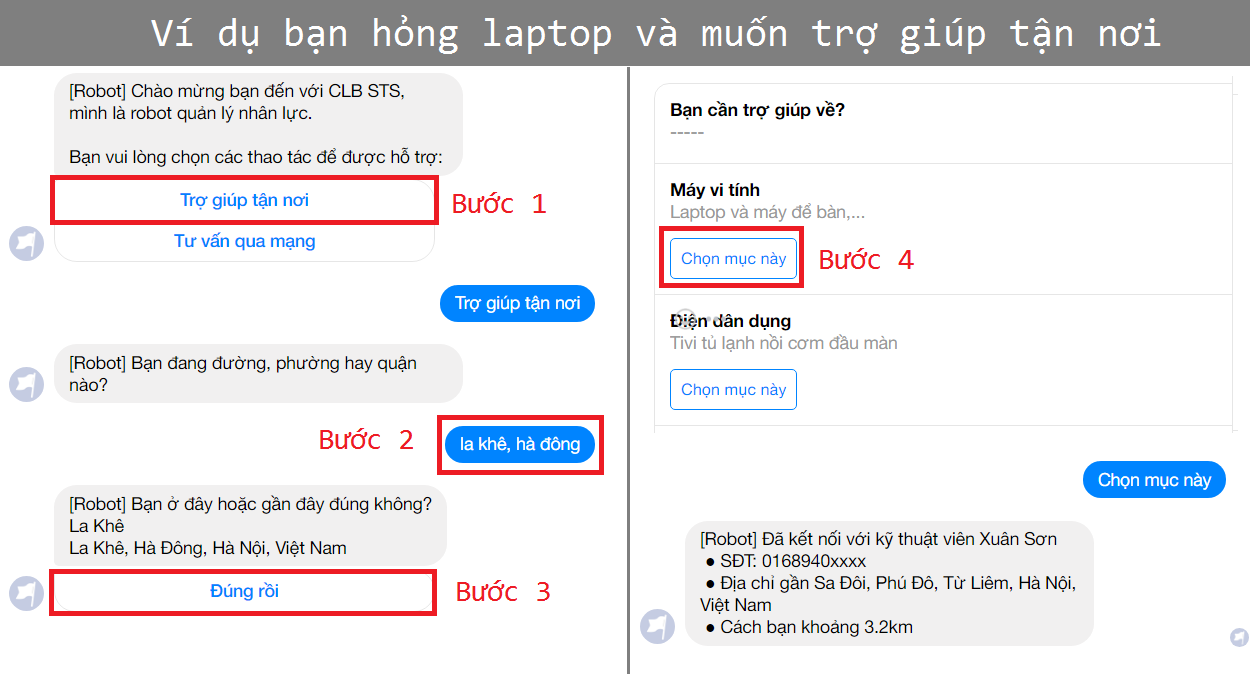 Ví dụ bạn hỏng laptop và muốn trợ giúp tận nơi
[Robot] Chào mừng bạn đến với CLB STS,
mình là robot quản lý nhân lực.
Bạn vui lòng chọn các thao tác để được hỗ trợ:
Trợ giúp tận nơi
Bước 1
Tư vấn qua mạng
Trợ giúp tận nơi
[Robot] Bạn đang đường, phường hay quận
nào?
Bước 2
la khê, hà đông
[Robot] Bạn ở đây hoặc gần đây đúng không?
La Khê
La Khê, Hà Đông, Hà Nội, Việt Nam
Đúng rồi
Bước 3
Bạn cần trợ giúp về?
-----
Máy vi tính
Laptop và máy để bàn,...
Chọn mục này
Bước 4
Điện dân dụng
Tivi tủ lạnh nồi cơm đầu màn
Chọn mục này
Chọn mục này
[Robot] Đã kết nối với kỹ thuật viên Xuân Sơn
● SĐT: 0168940xxxx
● Địa chỉ gần Sa Đôi, Phú Đô, Từ Liêm, Hà Nội,
Việt Nam
● Cách bạn khoảng 3.2km